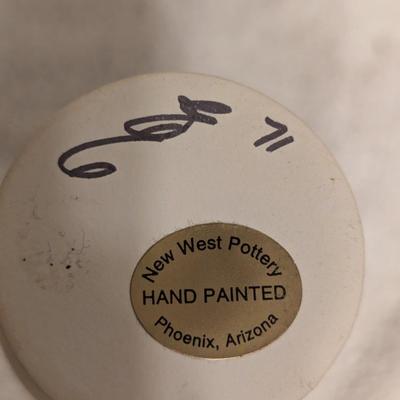 71
New West Pottery
HAND PAINTED
Phoenix, Arizona